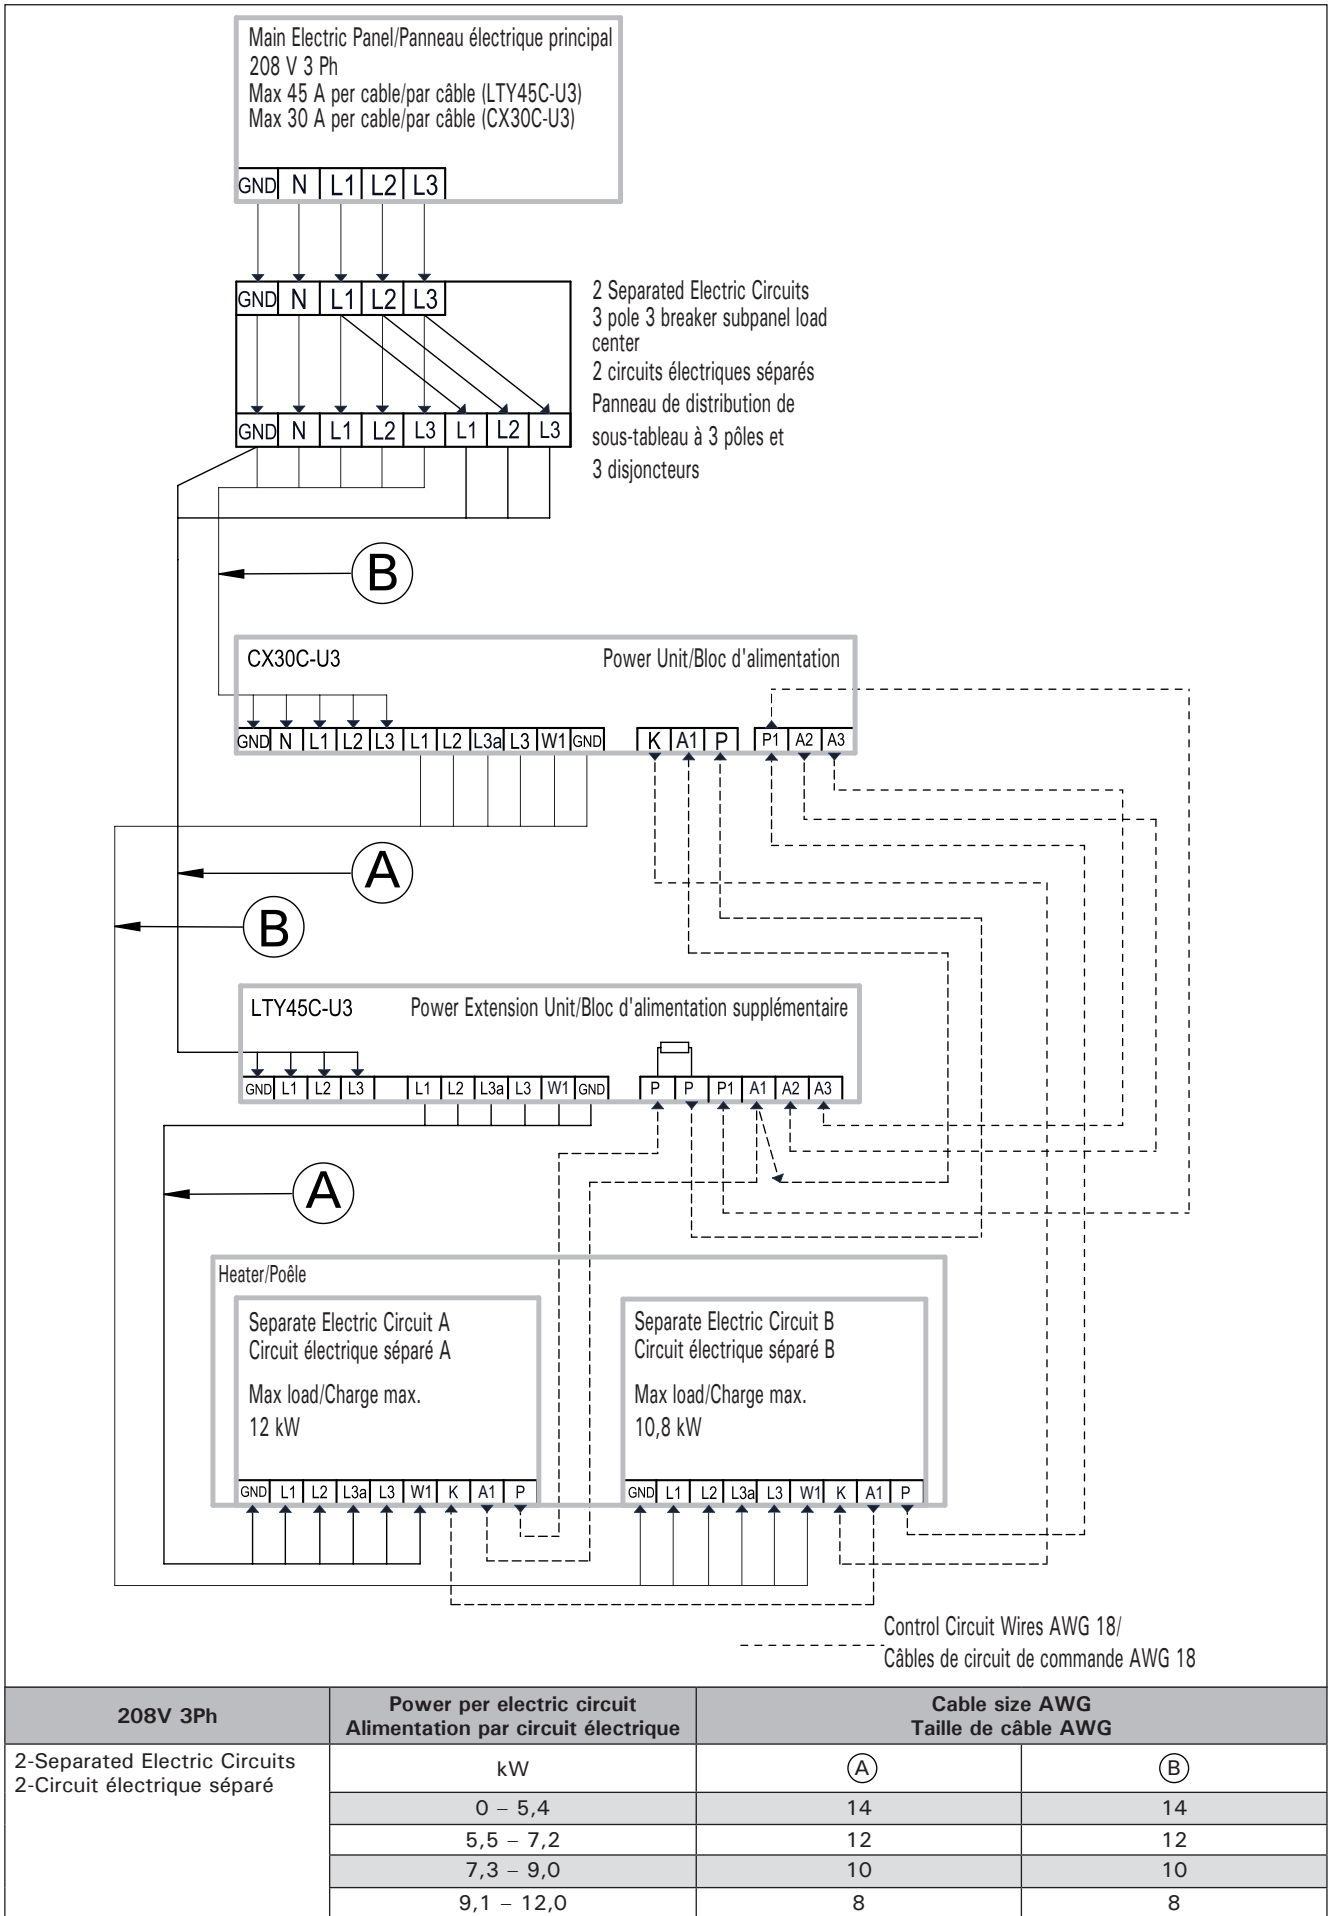 Main Electric Panel/Panneau électrique principal
208 V 3 Ph
Max 45 A per cable/par câble (LTY45C-U3)
Max 30 A per cable/par câble (CX30C-U3)
GND N L1 L2 L3
GND N L1 L2 L3
2 Separated Electric Circuits
3 pole 3 breaker subpanel load
center
2 circuits électriques séparés
Panneau de distribution de
sous-tableau à 3 pôles et
3 disjoncteurs
GND N L1 L2 L3 L1 L2 L3
B
CX30C-U3 Power Unit/Bloc d'alimentation
GND N L1 L2 L3 L1 L2 L3a L3 W1 GND K A1 P P1 A2 A3
A
B
LTY45C-U3 Power Extension Unit/Bloc d'alimentation supplémentaire
GND L1 L2 L3 L1 L2 L3a L3 W1 GND P P P1 A1 A2 A3
A
Heater/Poêle
Separate Electric Circuit A
Circuit électrique séparé A
Max load/Charge max.
12 kW
GND L1 L2 L3a L3 W1 K A1 P
Separate Electric Circuit B
Circuit électrique séparé B
Max load/Charge max.
10,8 kW
GND L1 L2 L3a L3 W1 K A1 P
Control Circuit Wires AWG 18/
Câbles de circuit de commande AWG 18
208V 3Ph
Power per electric circuit
Alimentation par circuit électrique
Cable size AWG
Taille de câble AWG
2-Separated Electric Circuits
2-Circuit électrique séparé
kW A B
0 – 5,4 14 14
5,5 – 7,2 12 12
7,3 – 9,0 10 10
9,1 – 12,0 8 8